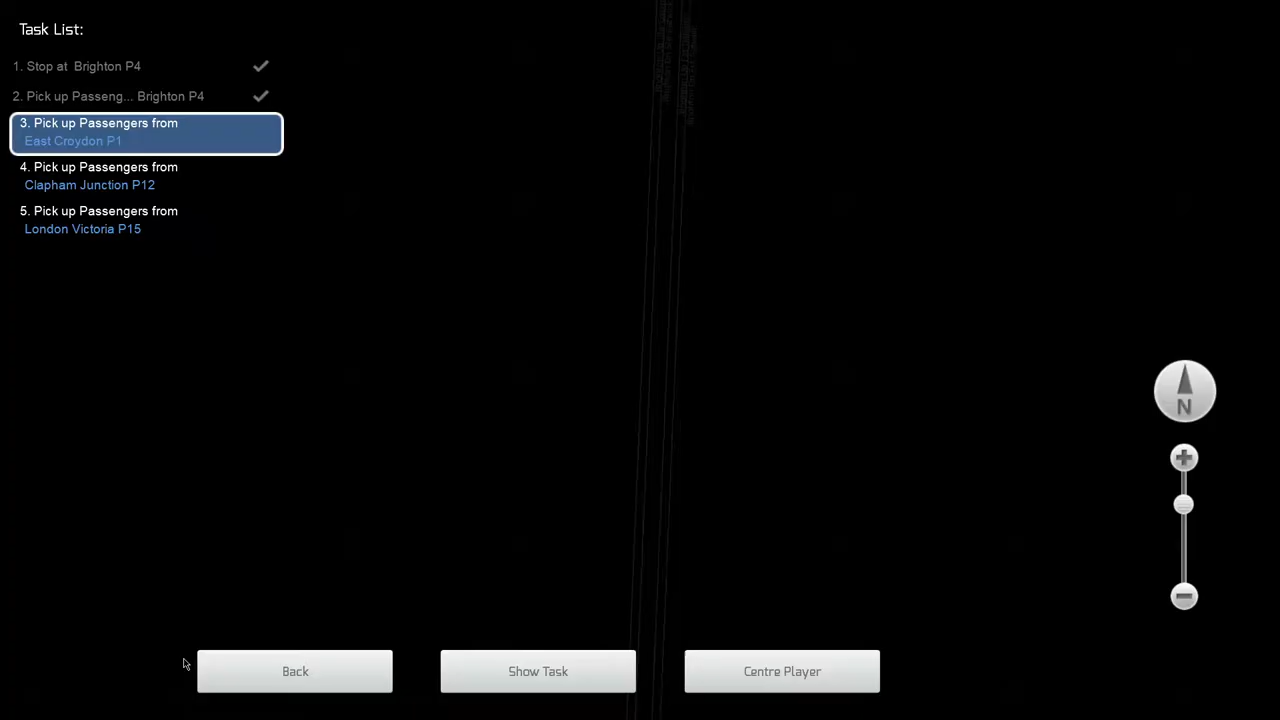 Task List:
1. Stop at  Brighton P4
2. Pick up Passeng... Brighton P4
3. Pick up Passengers from
East Croydon P1
4. Pick up Passengers from
Clapham Junction P12
5. Pick up Passengers from
London Victoria P15
N
Back
Show Task
Centre Player